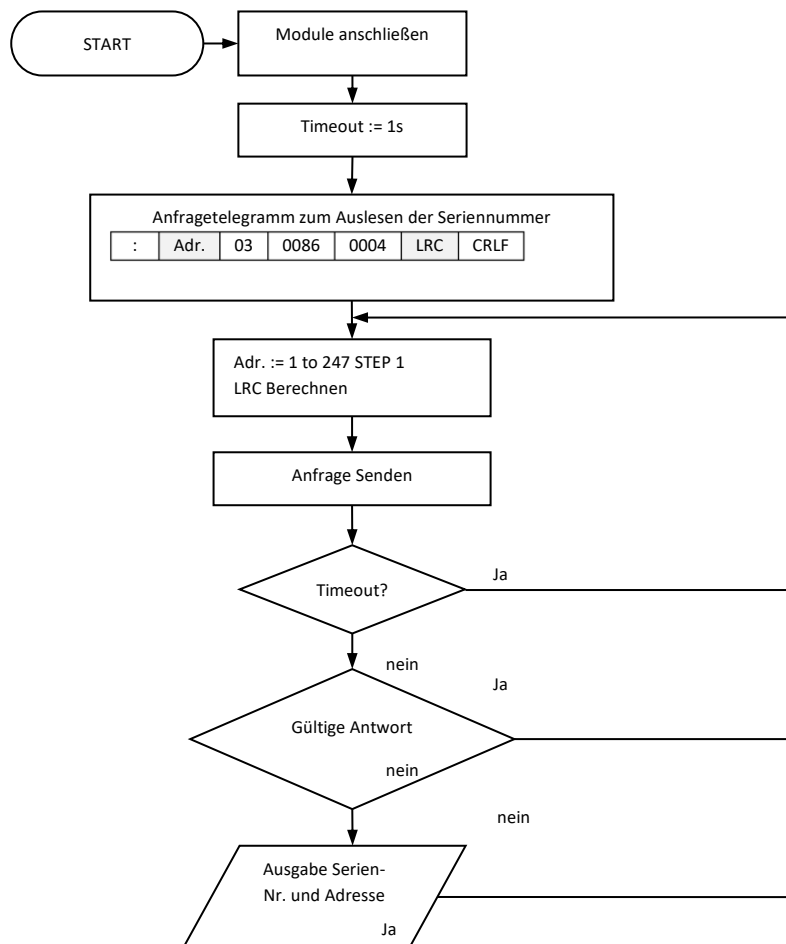 START
Module anschließen
Timeout := 1s
Anfragetelegramm zum Auslesen der Seriennummer
: Adr. 03 0086 0004 LRC CRLF
Adr. := 1 to 247 STEP 1
LRC Berechnen
Anfrage Senden
Timeout?
Ja
nein
Ja
Gültige Antwort
nein
nein
Ausgabe Serien-
Nr. und Adresse
Ja